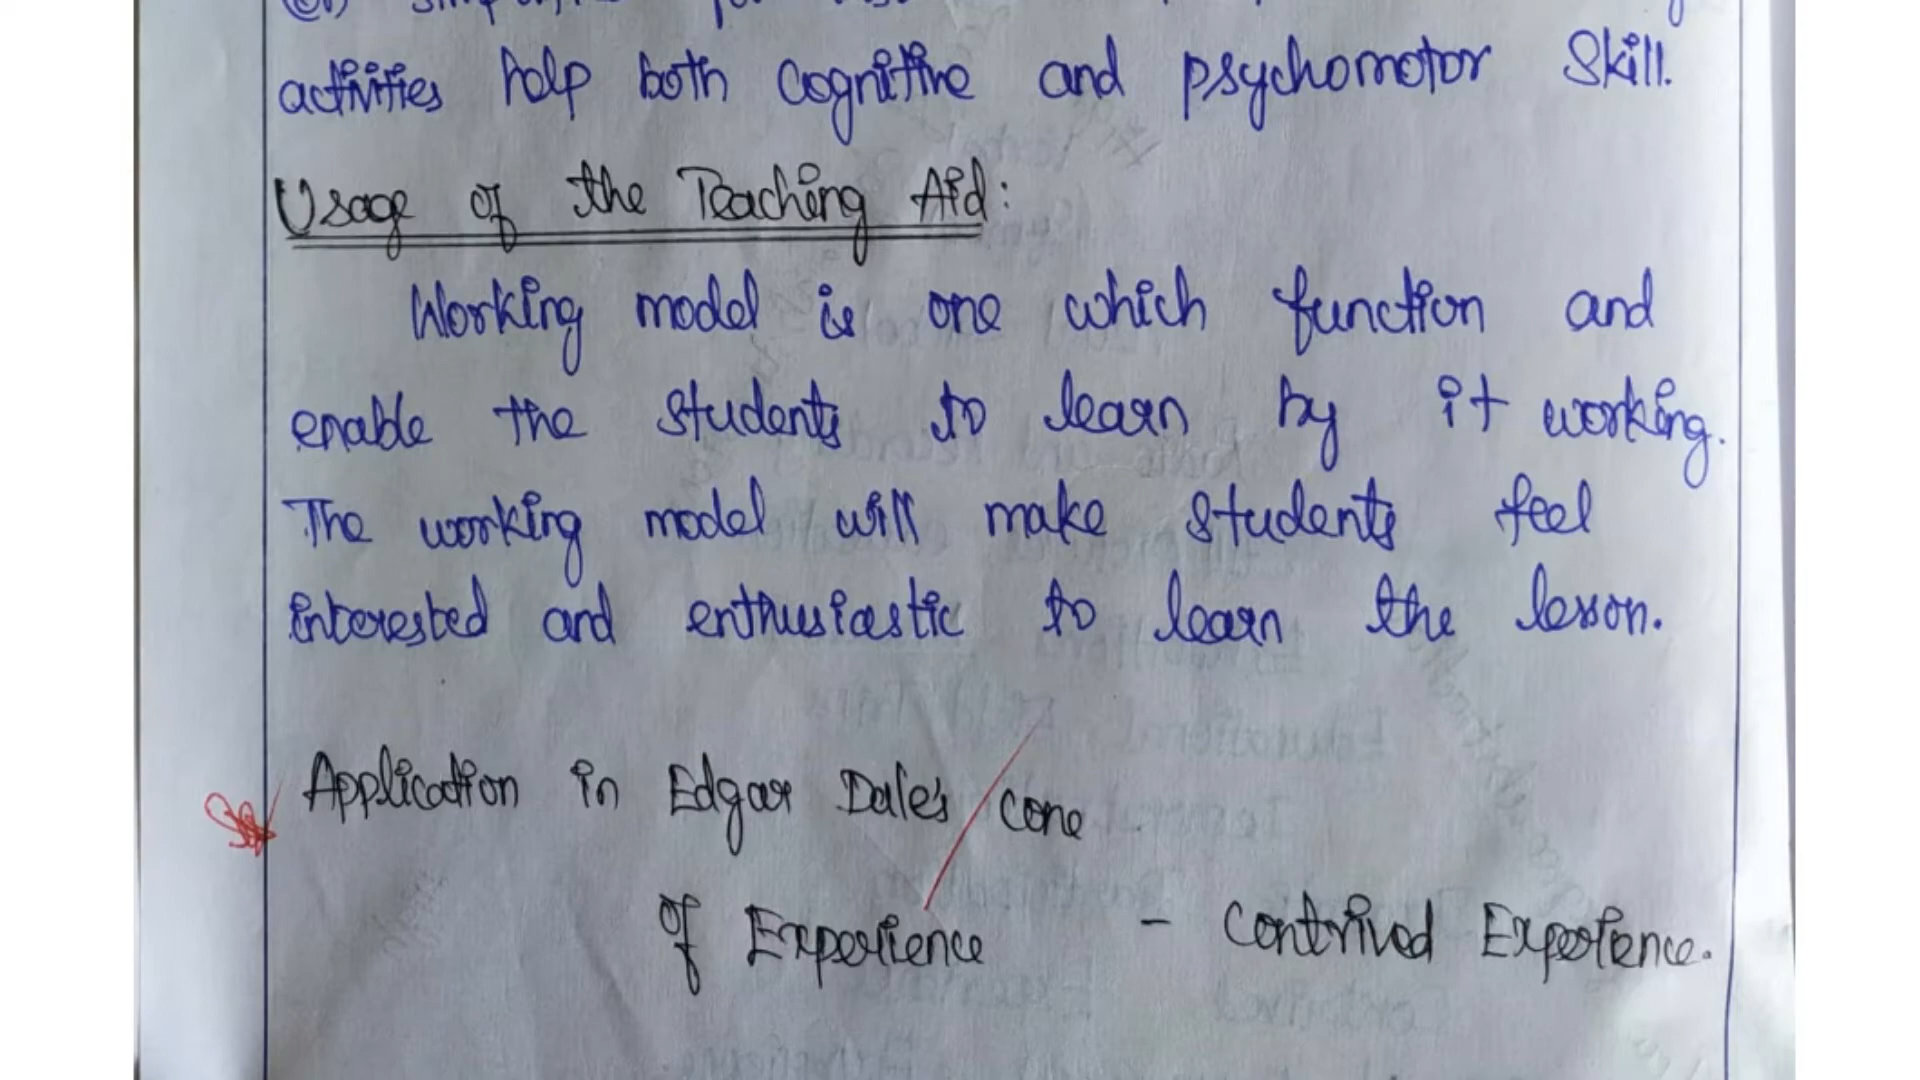 activities help both cognitive and psychomotor skill.
Usage of the Teaching Aid:
Working model is one which function and
enable the students to learn by it working.
The working model will make students feel
interested and enthusiastic to learn the lesson.
Application in Edgar Dale's cone
of Experience - Contrived Experience.